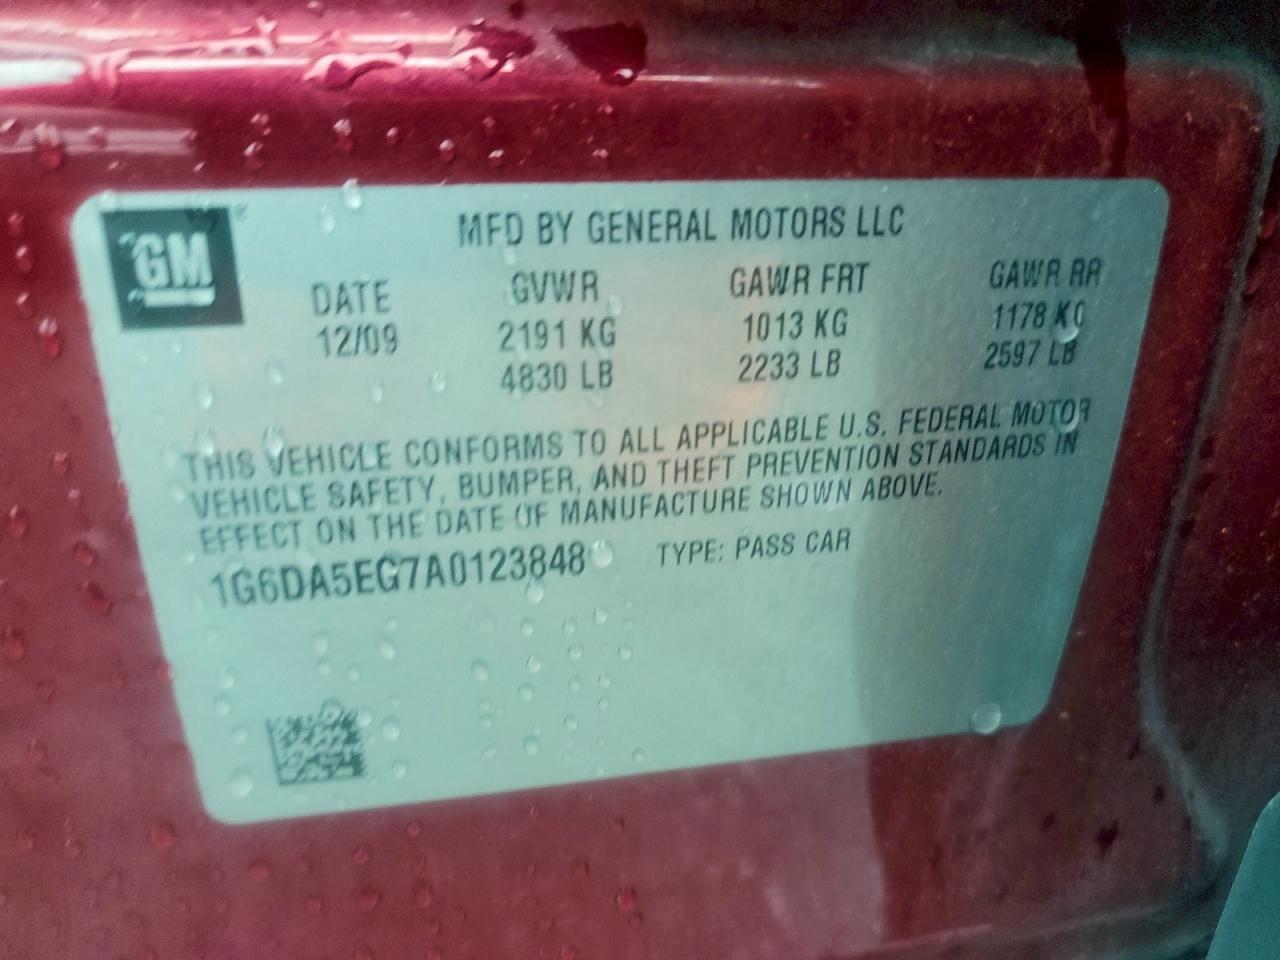 GM
MFD BY GENERAL MOTORS LLC
DATE GVWR GAWR FRT GAWR RR
12/09 2191 KG 1013 KG 1178 KG
4830 LB 2233 LB 2597 LB
THIS VEHICLE CONFORMS TO ALL APPLICABLE U.S. FEDERAL MOTOR
VEHICLE SAFETY, BUMPER, AND THEFT PREVENTION STANDARDS IN
EFFECT ON THE DATE OF MANUFACTURE SHOWN ABOVE.
1G6DA5EG7A0123848 TYPE: PASS CAR